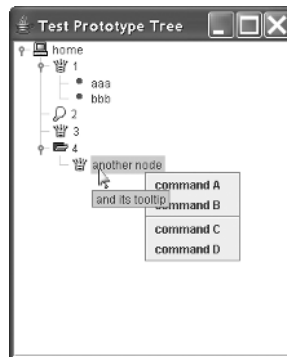 Test Prototype Tree
home
1
aaa
bbb
2
3
4
another node
and its tooltip
command A
command B
command C
command D